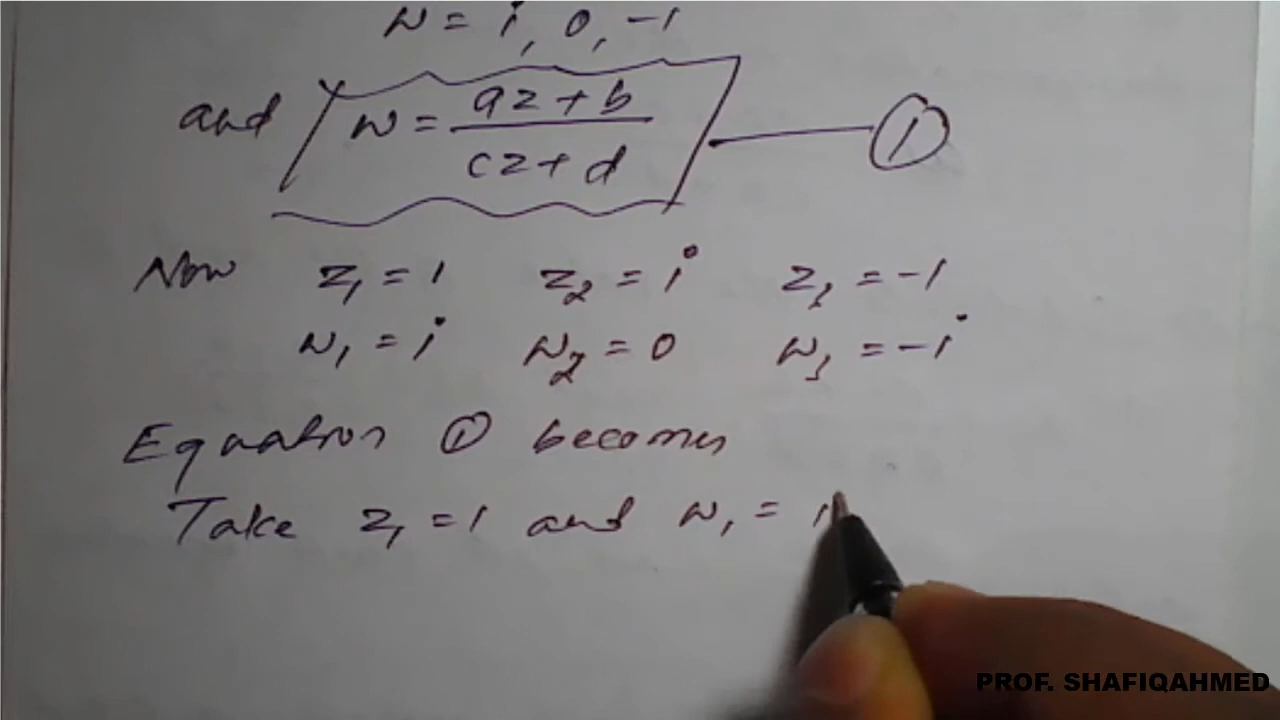 w = i, 0, -1
and w = az+b / cz+d —— ①
Now z₁ = 1 z₂ = i z₃ = -1
w₁ = i w₂ = 0 w₃ = -i
Equation ① becomes
Take z₁ = 1 and w₁ = i
PROF. SHAFIQAHMED